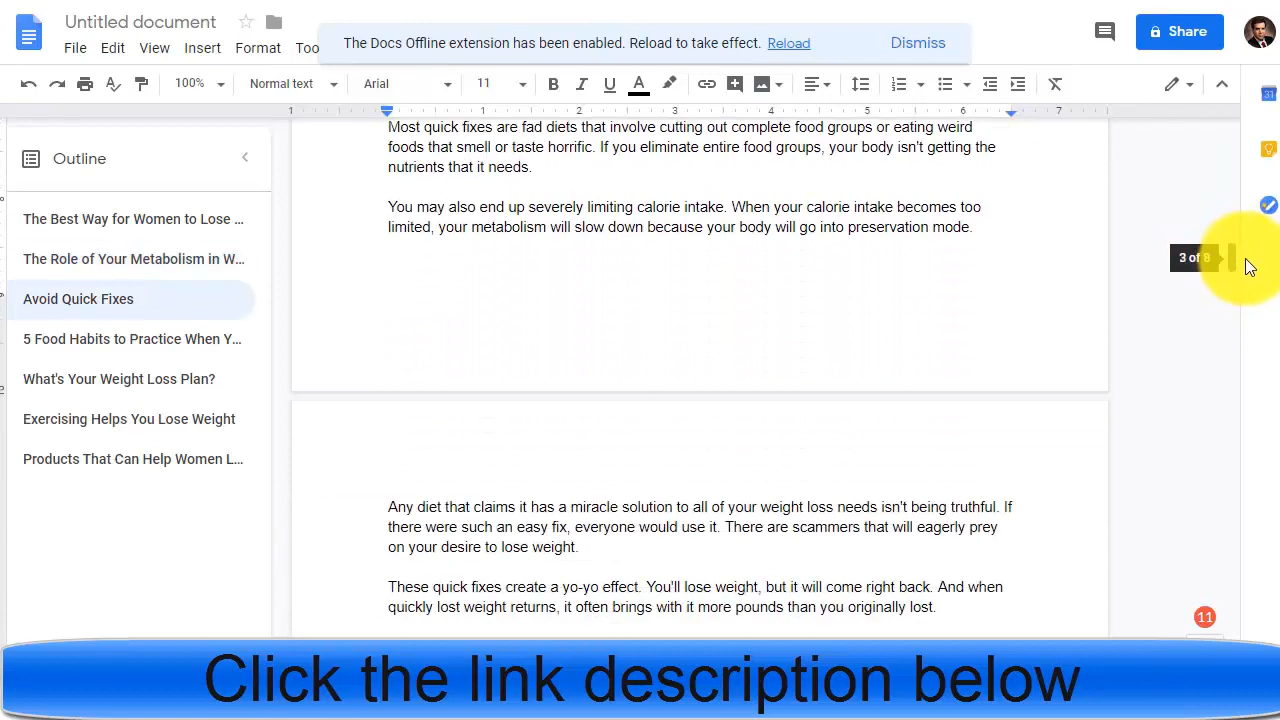 Untitled document
File Edit View Insert Format Too
The Docs Offline extension has been enabled. Reload to take effect. Reload Dismiss
Share
100% Normal text Arial 11 B I U A
31
1 1 2 3 4 5 6 7
Outline
The Best Way for Women to Lose ...
The Role of Your Metabolism in W...
Avoid Quick Fixes
5 Food Habits to Practice When Y...
What's Your Weight Loss Plan?
Exercising Helps You Lose Weight
Products That Can Help Women L...
Most quick fixes are fad diets that involve cutting out complete food groups or eating weird
foods that smell or taste horrific. If you eliminate entire food groups, your body isn't getting the
nutrients that it needs.
You may also end up severely limiting calorie intake. When your calorie intake becomes too
limited, your metabolism will slow down because your body will go into preservation mode.
3 of 8
Any diet that claims it has a miracle solution to all of your weight loss needs isn't being truthful. If
there were such an easy fix, everyone would use it. There are scammers that will eagerly prey
on your desire to lose weight.
These quick fixes create a yo-yo effect. You'll lose weight, but it will come right back. And when
quickly lost weight returns, it often brings with it more pounds than you originally lost.
11
Click the link description below